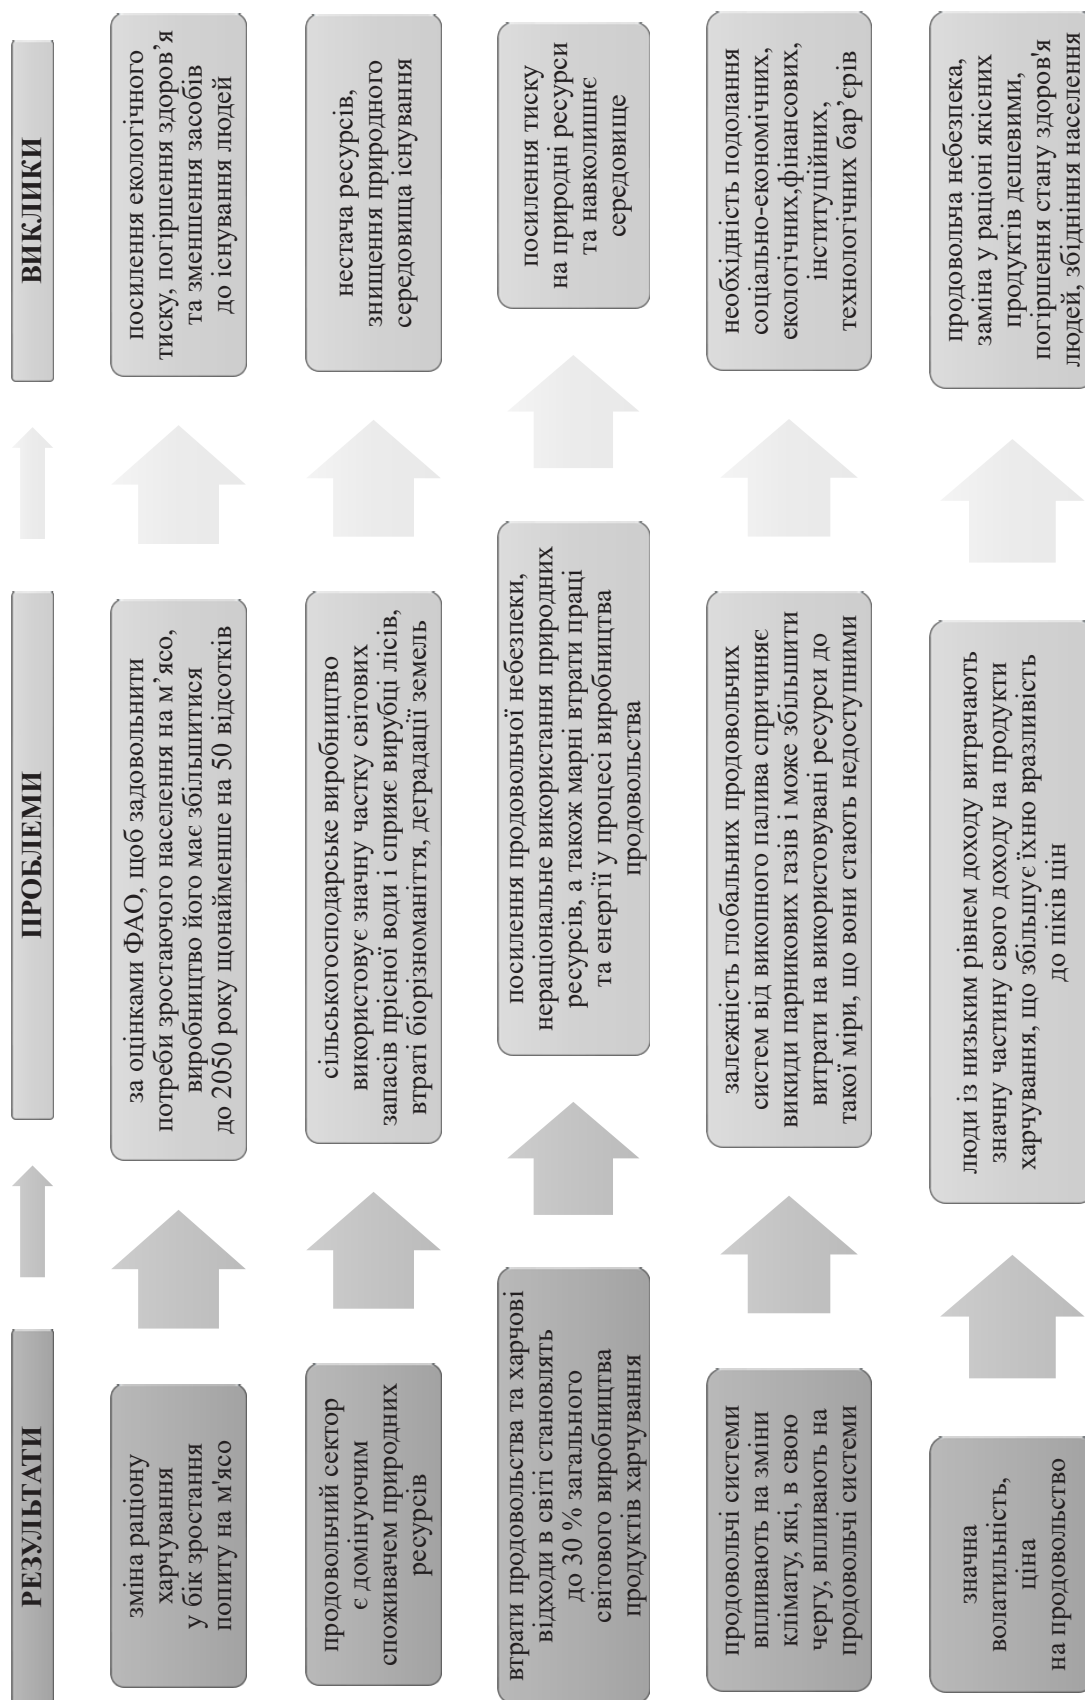 РЕЗУЛЬТАТИ
ПРОБЛЕМИ
ВИКЛИКИ
зміна раціону
харчування
у бік зростання
попиту на м'ясо
за оцінками ФАО, щоб задовольнити
потреби зростаючого населення на м’ясо,
виробництво його має збільшитися
до 2050 року щонайменше на 50 відсотків
посилення екологічного
тиску, погіршення здоров’я
та зменшення засобів
до існування людей
продовольчий сектор
є домінуючим
споживачем природних
ресурсів
сільськогосподарське виробництво
використовує значну частку світових
запасів прісної води і сприяє вирубці лісів,
втраті біорізноманіття, деградації земель
нестача ресурсів,
знищення природного
середовища існування
втрати продовольства та харчові
відходи в світі становлять
до 30 % загального
світового виробництва
продуктів харчування
посилення продовольчої небезпеки,
нераціональне використання природних
ресурсів, а також марні втрати праці
та енергії у процесі виробництва
продовольства
посилення тиску
на природні ресурси
та навколишнє
середовище
продовольчі системи
впливають на зміни
клімату, які, в свою
чергу, впливають на
продовольчі системи
залежність глобальних продовольчих
систем від викопного палива спричиняє
викиди парникових газів і може збільшити
витрати на використовувані ресурси до
такої міри, що вони стають недоступними
необхідність подолання
соціально-економічних,
екологічних,фінансових,
інституційних,
технологічних бар’єрів
значна
волатильність,
ціна
на продовольство
люди із низьким рівнем доходу витрачають
значну частину свого доходу на продукти
харчування, що збільшує їхню вразливість
до піків цін
продовольча небезпека,
заміна у раціоні якісних
продуктів дешевими,
погіршення стану здоров'я
людей, збідніння населення